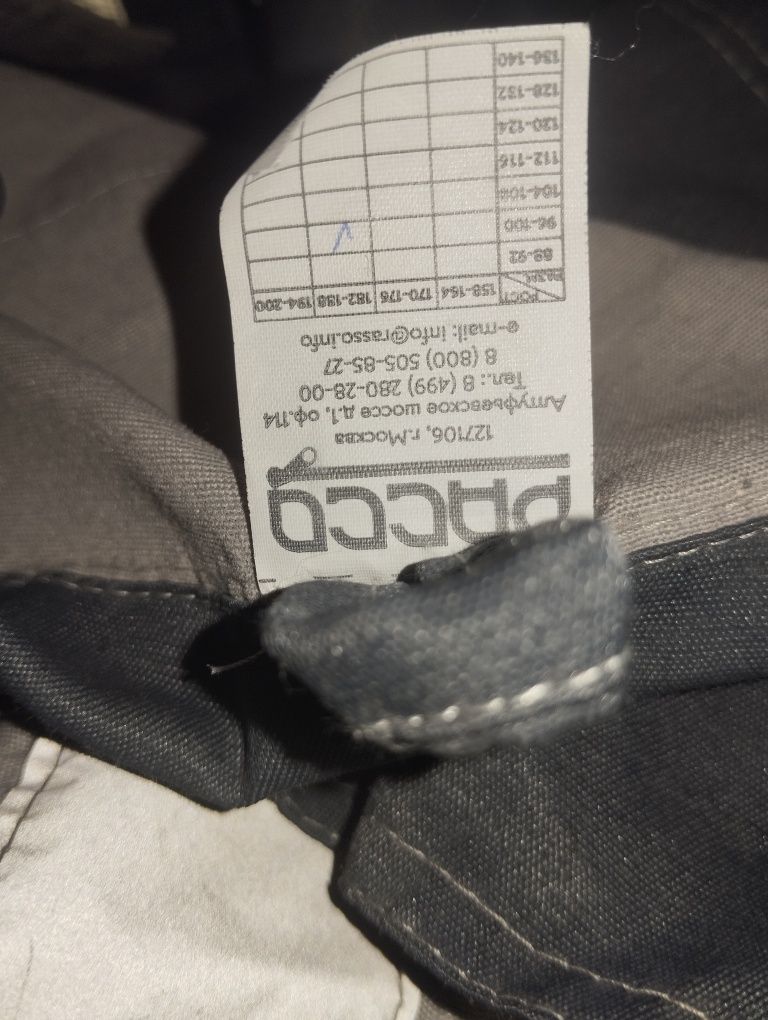 РАССО
127106, г.Москва
Алтуфьевское шоссе д.1, оф.114
Тел.: 8 (499) 280-28-00
8 (800) 505-85-27
e-mail: info@rasso.info
РОСТ 158-164 170-176 182-188 194-200
РАЗМ
88-92
96-100
104-108
112-116
120-124
128-132
136-140